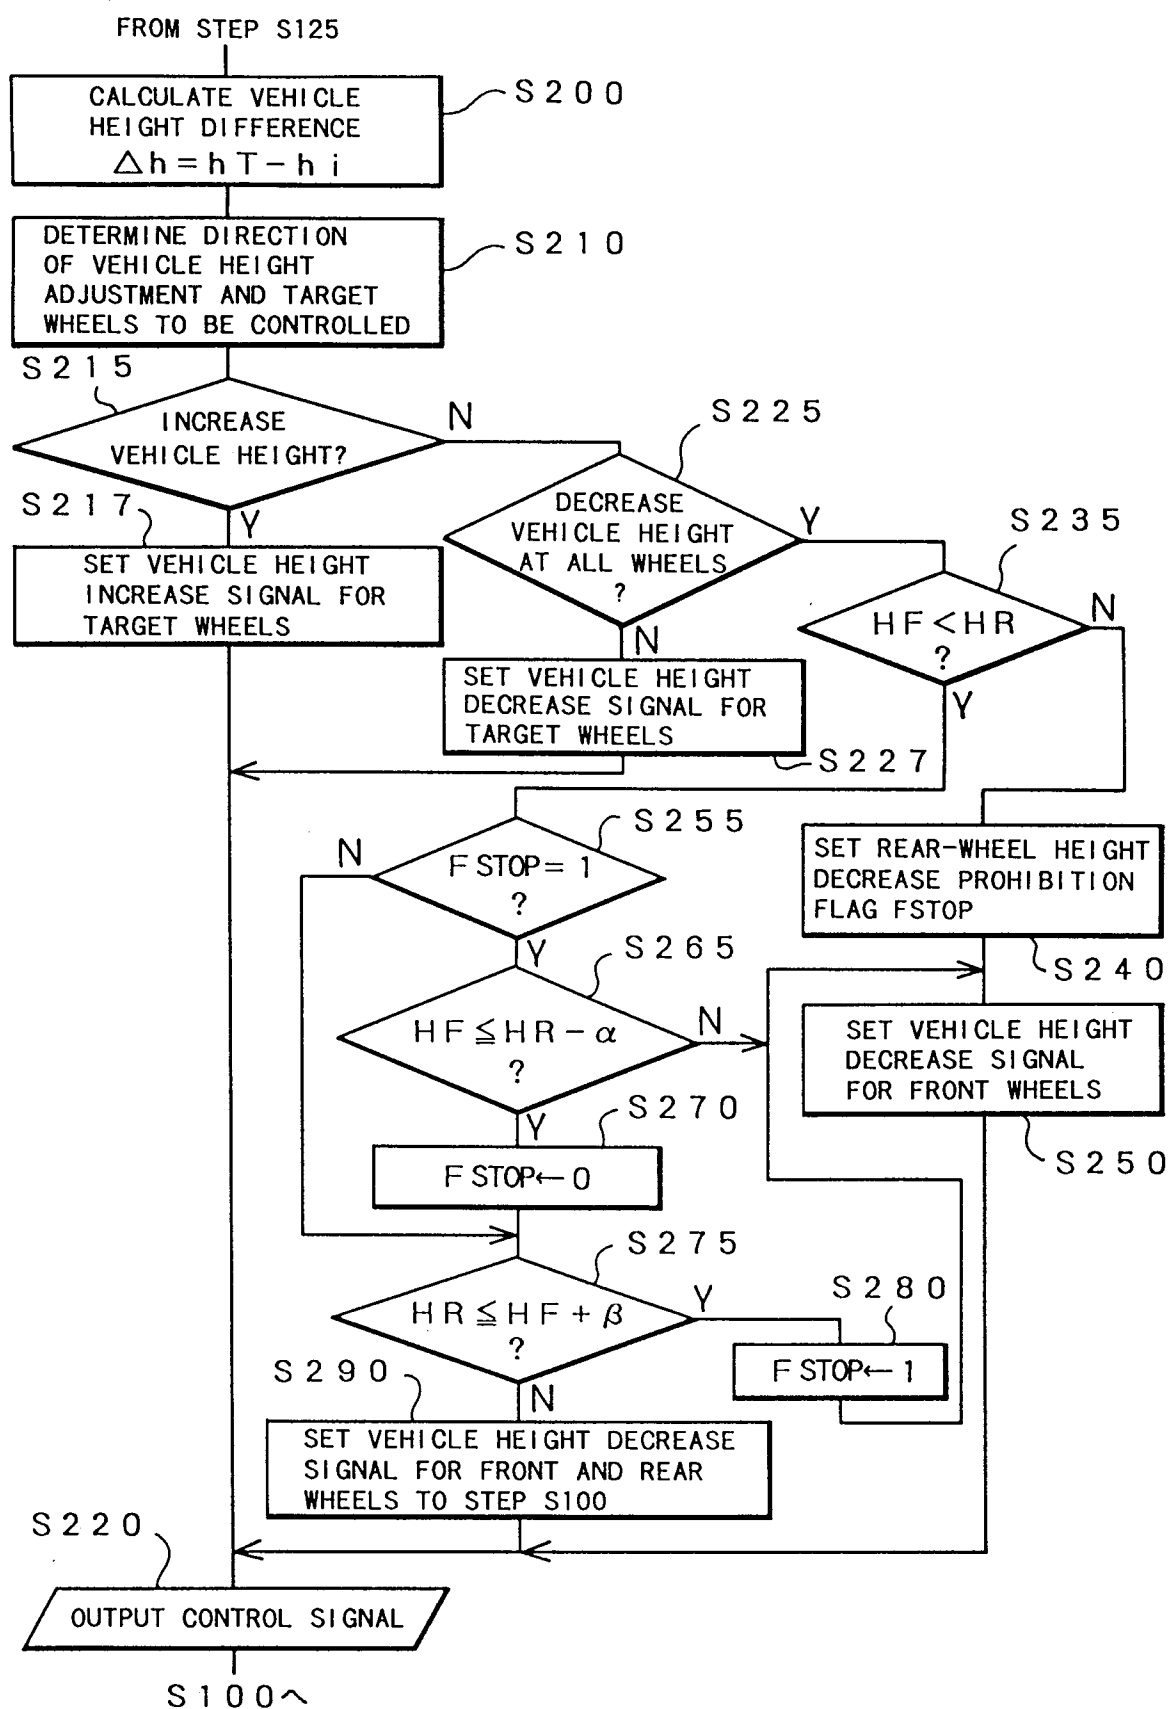 FROM STEP S125
CALCULATE VEHICLE
HEIGHT DIFFERENCE
△h=hT-hi
S200
DETERMINE DIRECTION
OF VEHICLE HEIGHT
ADJUSTMENT AND TARGET
WHEELS TO BE CONTROLLED
S210
S215
INCREASE
VEHICLE HEIGHT?
N
Y
S217
SET VEHICLE HEIGHT
INCREASE SIGNAL FOR
TARGET WHEELS
S225
DECREASE
VEHICLE HEIGHT
AT ALL WHEELS
?
Y
N
S235
HF<HR
?
N
Y
SET VEHICLE HEIGHT
DECREASE SIGNAL FOR
TARGET WHEELS
S227
S255
FSTOP=1
?
N
Y
SET REAR-WHEEL HEIGHT
DECREASE PROHIBITION
FLAG FSTOP
S240
S265
HF≦HR-α
?
N
Y
SET VEHICLE HEIGHT
DECREASE SIGNAL
FOR FRONT WHEELS
S250
S270
FSTOP←0
S275
HR≦HF+β
?
Y
N
S280
FSTOP←1
S290
SET VEHICLE HEIGHT DECREASE
SIGNAL FOR FRONT AND REAR
WHEELS TO STEP S100
S220
OUTPUT CONTROL SIGNAL
S100へ